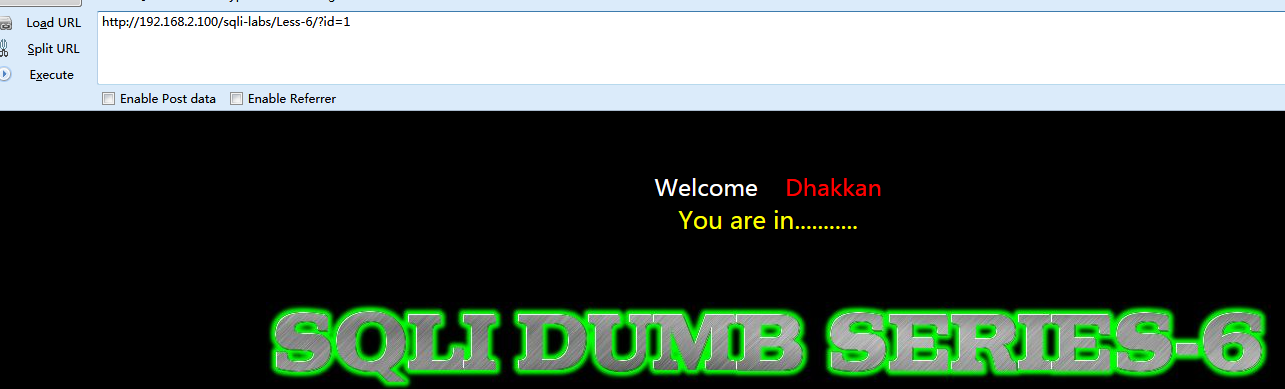 Load URL
http://192.168.2.100/sqli-labs/Less-6/?id=1
Split URL
Execute
Enable Post data Enable Referrer
Welcome Dhakkan
You are in...........
SQLI DUMB SERIES-6